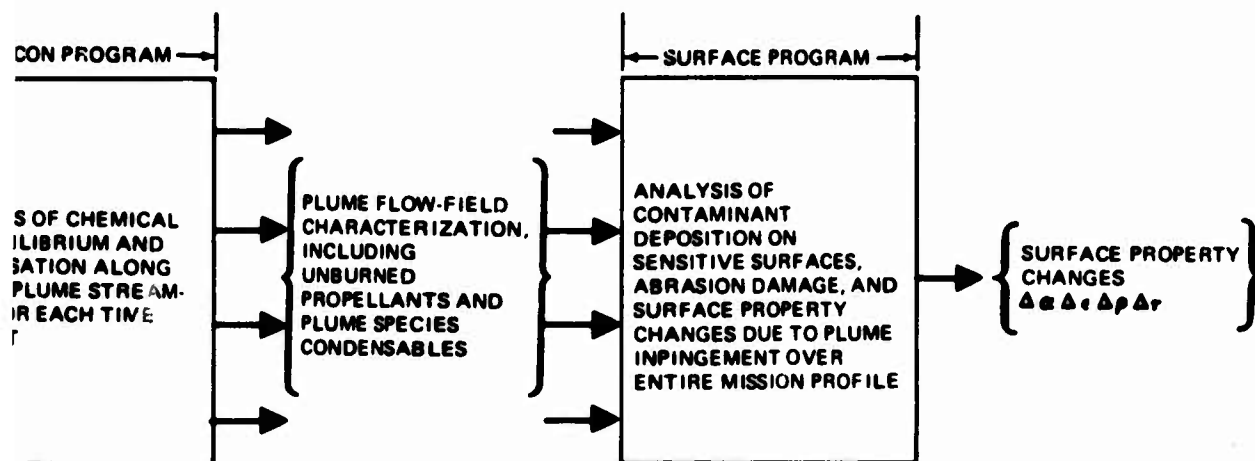 CON PROGRAM
SURFACE PROGRAM
S OF CHEMICAL
ILIBRIUM AND
SATION ALONG
PLUME STREAM-
OR EACH TIME
T
PLUME FLOW-FIELD
CHARACTERIZATION,
INCLUDING
UNBURNED
PROPELLANTS AND
PLUME SPECIES
CONDENSABLES
ANALYSIS OF
CONTAMINANT
DEPOSITION ON
SENSITIVE SURFACES,
ABRASION DAMAGE, AND
SURFACE PROPERTY
CHANGES DUE TO PLUME
INPINGEMENT OVER
ENTIRE MISSION PROFILE
SURFACE PROPERTY
CHANGES
Δα Δε Δρ Δτ